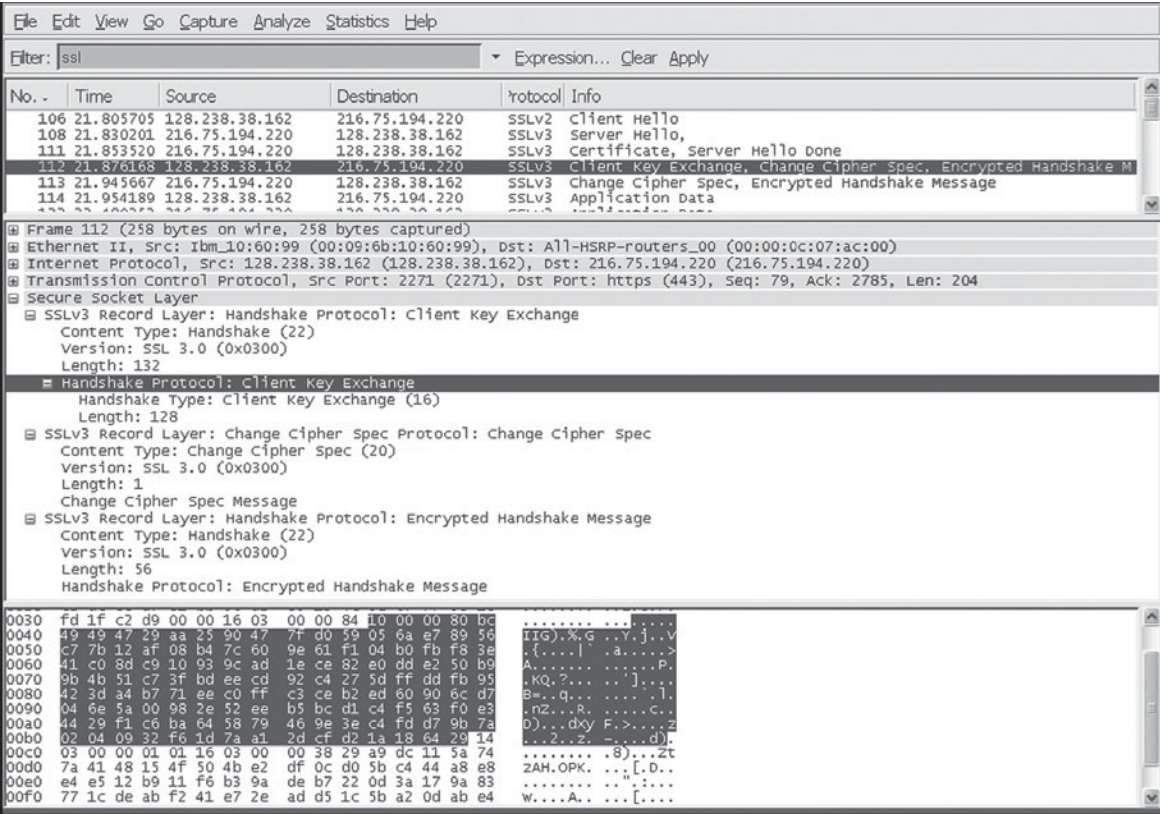 File Edit View Go Capture Analyze Statistics Help
Filter: ssl Expression... Clear Apply
No. - Time Source Destination Protocol Info
106 21.805705 128.238.38.162 216.75.194.220 SSLv2 Client Hello
108 21.830201 216.75.194.220 128.238.38.162 SSLv3 Server Hello,
111 21.853520 216.75.194.220 128.238.38.162 SSLv3 Certificate, Server Hello Done
112 21.876168 128.238.38.162 216.75.194.220 SSLv3 Client Key Exchange, Change Cipher Spec, Encrypted Handshake M
113 21.945667 216.75.194.220 128.238.38.162 SSLv3 Change Cipher Spec, Encrypted Handshake Message
114 21.954189 128.238.38.162 216.75.194.220 SSLv3 Application Data
Frame 112 (258 bytes on wire, 258 bytes captured)
Ethernet II, Src: Ibm_10:60:99 (00:09:6b:10:60:99), Dst: All-HSRP-routers_00 (00:00:0c:07:ac:00)
Internet Protocol, Src: 128.238.38.162 (128.238.38.162), Dst: 216.75.194.220 (216.75.194.220)
Transmission Control Protocol, Src Port: 2271 (2271), Dst Port: https (443), Seq: 79, Ack: 2785, Len: 204
Secure Socket Layer
SSLv3 Record Layer: Handshake Protocol: Client Key Exchange
Content Type: Handshake (22)
Version: SSL 3.0 (0x0300)
Length: 132
Handshake Protocol: Client Key Exchange
Handshake Type: Client Key Exchange (16)
Length: 128
SSLv3 Record Layer: Change Cipher Spec Protocol: Change Cipher Spec
Content Type: Change Cipher Spec (20)
Version: SSL 3.0 (0x0300)
Length: 1
Change Cipher Spec Message
SSLv3 Record Layer: Handshake Protocol: Encrypted Handshake Message
Content Type: Handshake (22)
Version: SSL 3.0 (0x0300)
Length: 56
Handshake Protocol: Encrypted Handshake Message
0030 fd 1f c2 d9 00 00 16 03 00 00 84 10 00 00 80 bc ........ ........
0040 49 49 47 29 aa 25 90 47 7f d0 59 05 6a e7 89 56 IIG).%.G ..Y.j..V
0050 c7 7b 12 af 08 b4 7c 60 9e 61 f1 04 b0 fb f8 3e .{....|` .a.....>
0060 41 c0 8d c9 10 93 9c ad 1e ce 82 e0 dd e2 50 b9 A....... ......P.
0070 9b 4b 51 c7 3f bd ee cd 92 c4 27 5d ff dd fb 95 .KQ.?... ..']....
0080 42 3d a4 b7 71 ee c0 ff c3 ce b2 ed 60 90 6c d7 B=..q... ....`.l.
0090 04 6e 5a 00 98 2e 52 ee b5 bc d1 c4 f5 63 f0 e3 .nZ...R. .....c..
00a0 44 29 f1 c6 ba 64 58 79 46 9e 3e c4 fd d7 9b 7a D)...dXy F.>....z
00b0 02 04 09 32 f6 1d 7a a1 2d cf d2 1a 18 64 29 14 ...2..z. -....d).
00c0 03 00 00 01 01 16 03 00 00 38 29 a9 dc 11 5a 74 ........ .8)...Zt
00d0 7a 41 48 15 4f 50 4b e2 df 0c d0 5b c4 44 a8 e8 zAH.OPK. ...[.D..
00e0 e4 e5 12 b9 11 f6 b3 9a de b7 22 0d 3a 17 9a 83 ........ ..".:...
00f0 77 1c de ab f2 41 e7 2e ad d5 1c 5b a2 0d ab e4 w....A.. ...[....